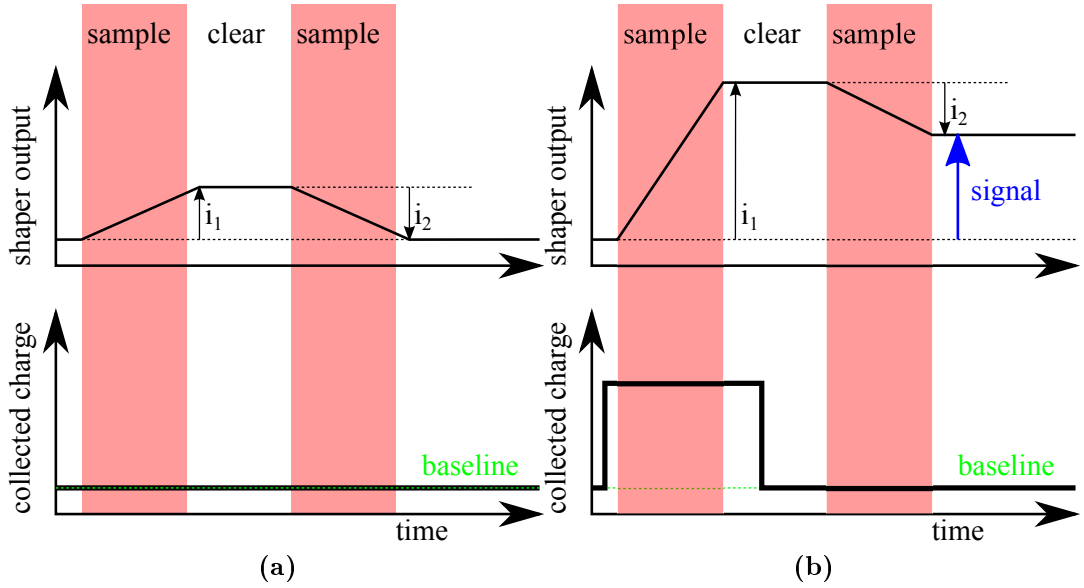 sample clear sample
shaper output
i1
i2
collected charge
baseline
time
(a)
sample clear sample
shaper output
i1
i2
signal
collected charge
baseline
time
(b)